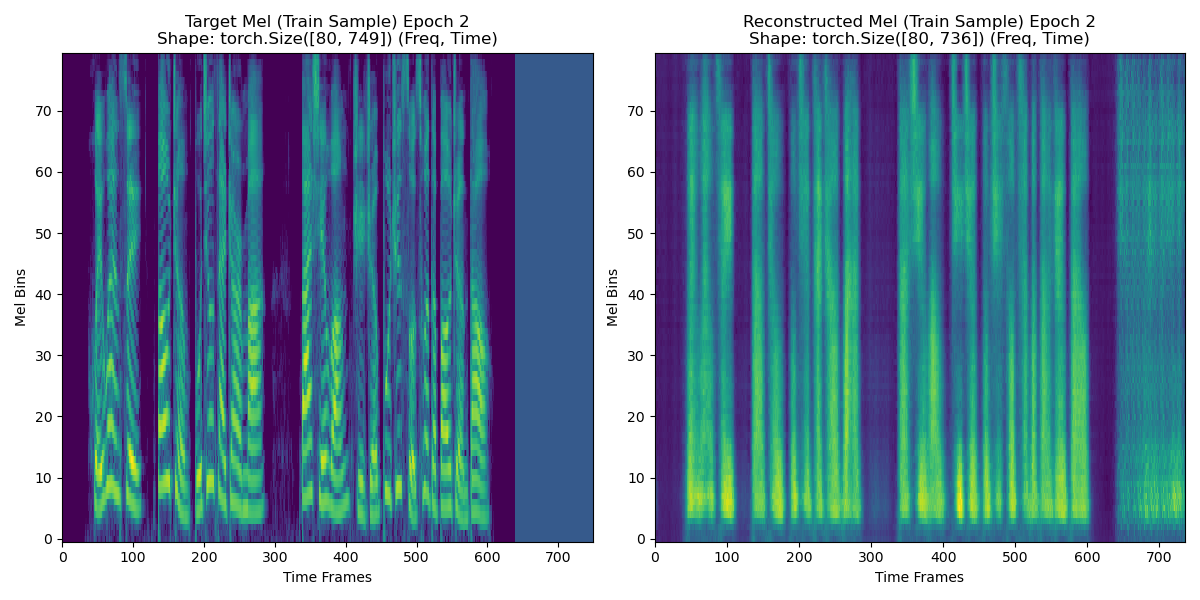 Target Mel (Train Sample) Epoch 2
Shape: torch.Size([80, 749]) (Freq, Time)
Mel Bins
70
60
50
40
30
20
10
0
0 100 200 300 400 500 600 700
Time Frames
Reconstructed Mel (Train Sample) Epoch 2
Shape: torch.Size([80, 736]) (Freq, Time)
Mel Bins
70
60
50
40
30
20
10
0
0 100 200 300 400 500 600 700
Time Frames